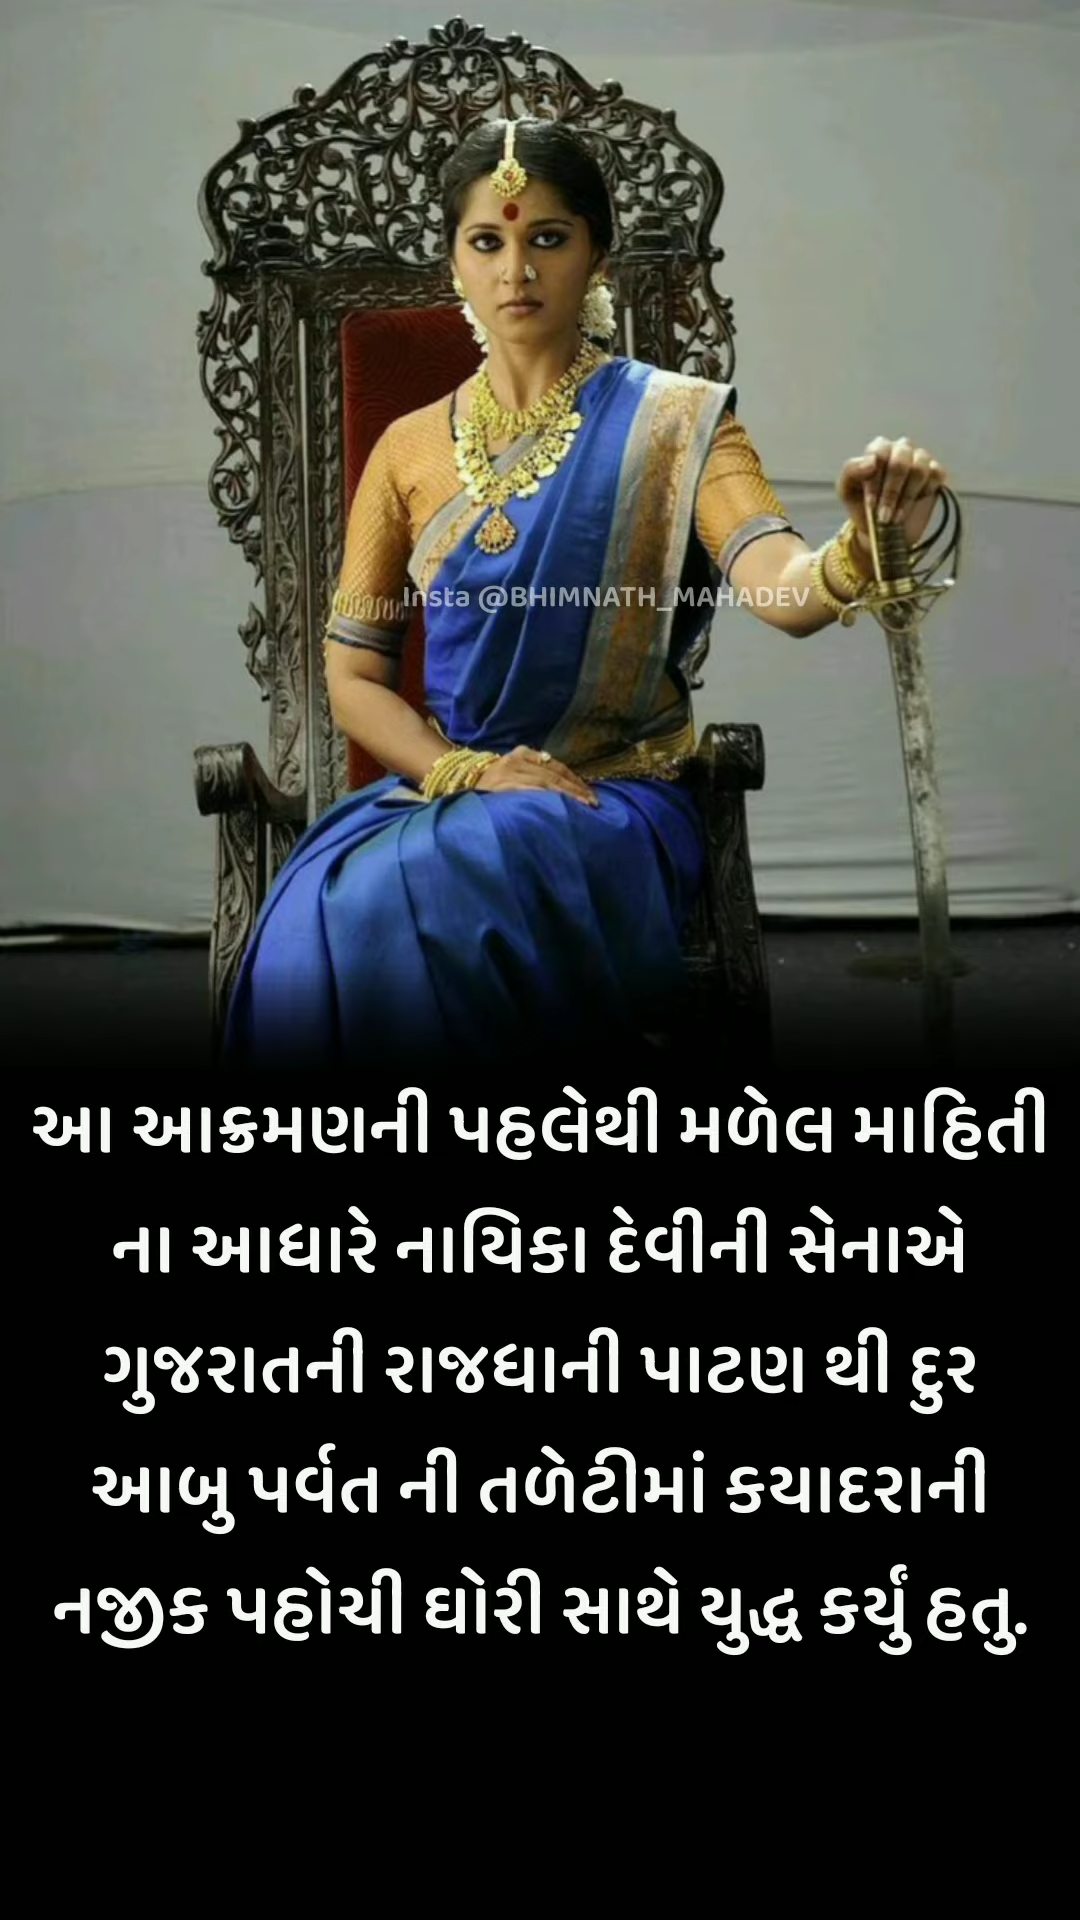 Insta @BHIMNATH_MAHADEV
આ આક્રમણની પહલેથી મળેલ માહિતી
ના આધારે નાયિકા દેવીની સેનાએ
ગુજરાતની રાજધાની પાટણ થી દુર
આબુ પર્વત ની તળેટીમાં કયાદરાની
નજીક પહોચી ઘોરી સાથે યુદ્ધ કર્યું હતુ.